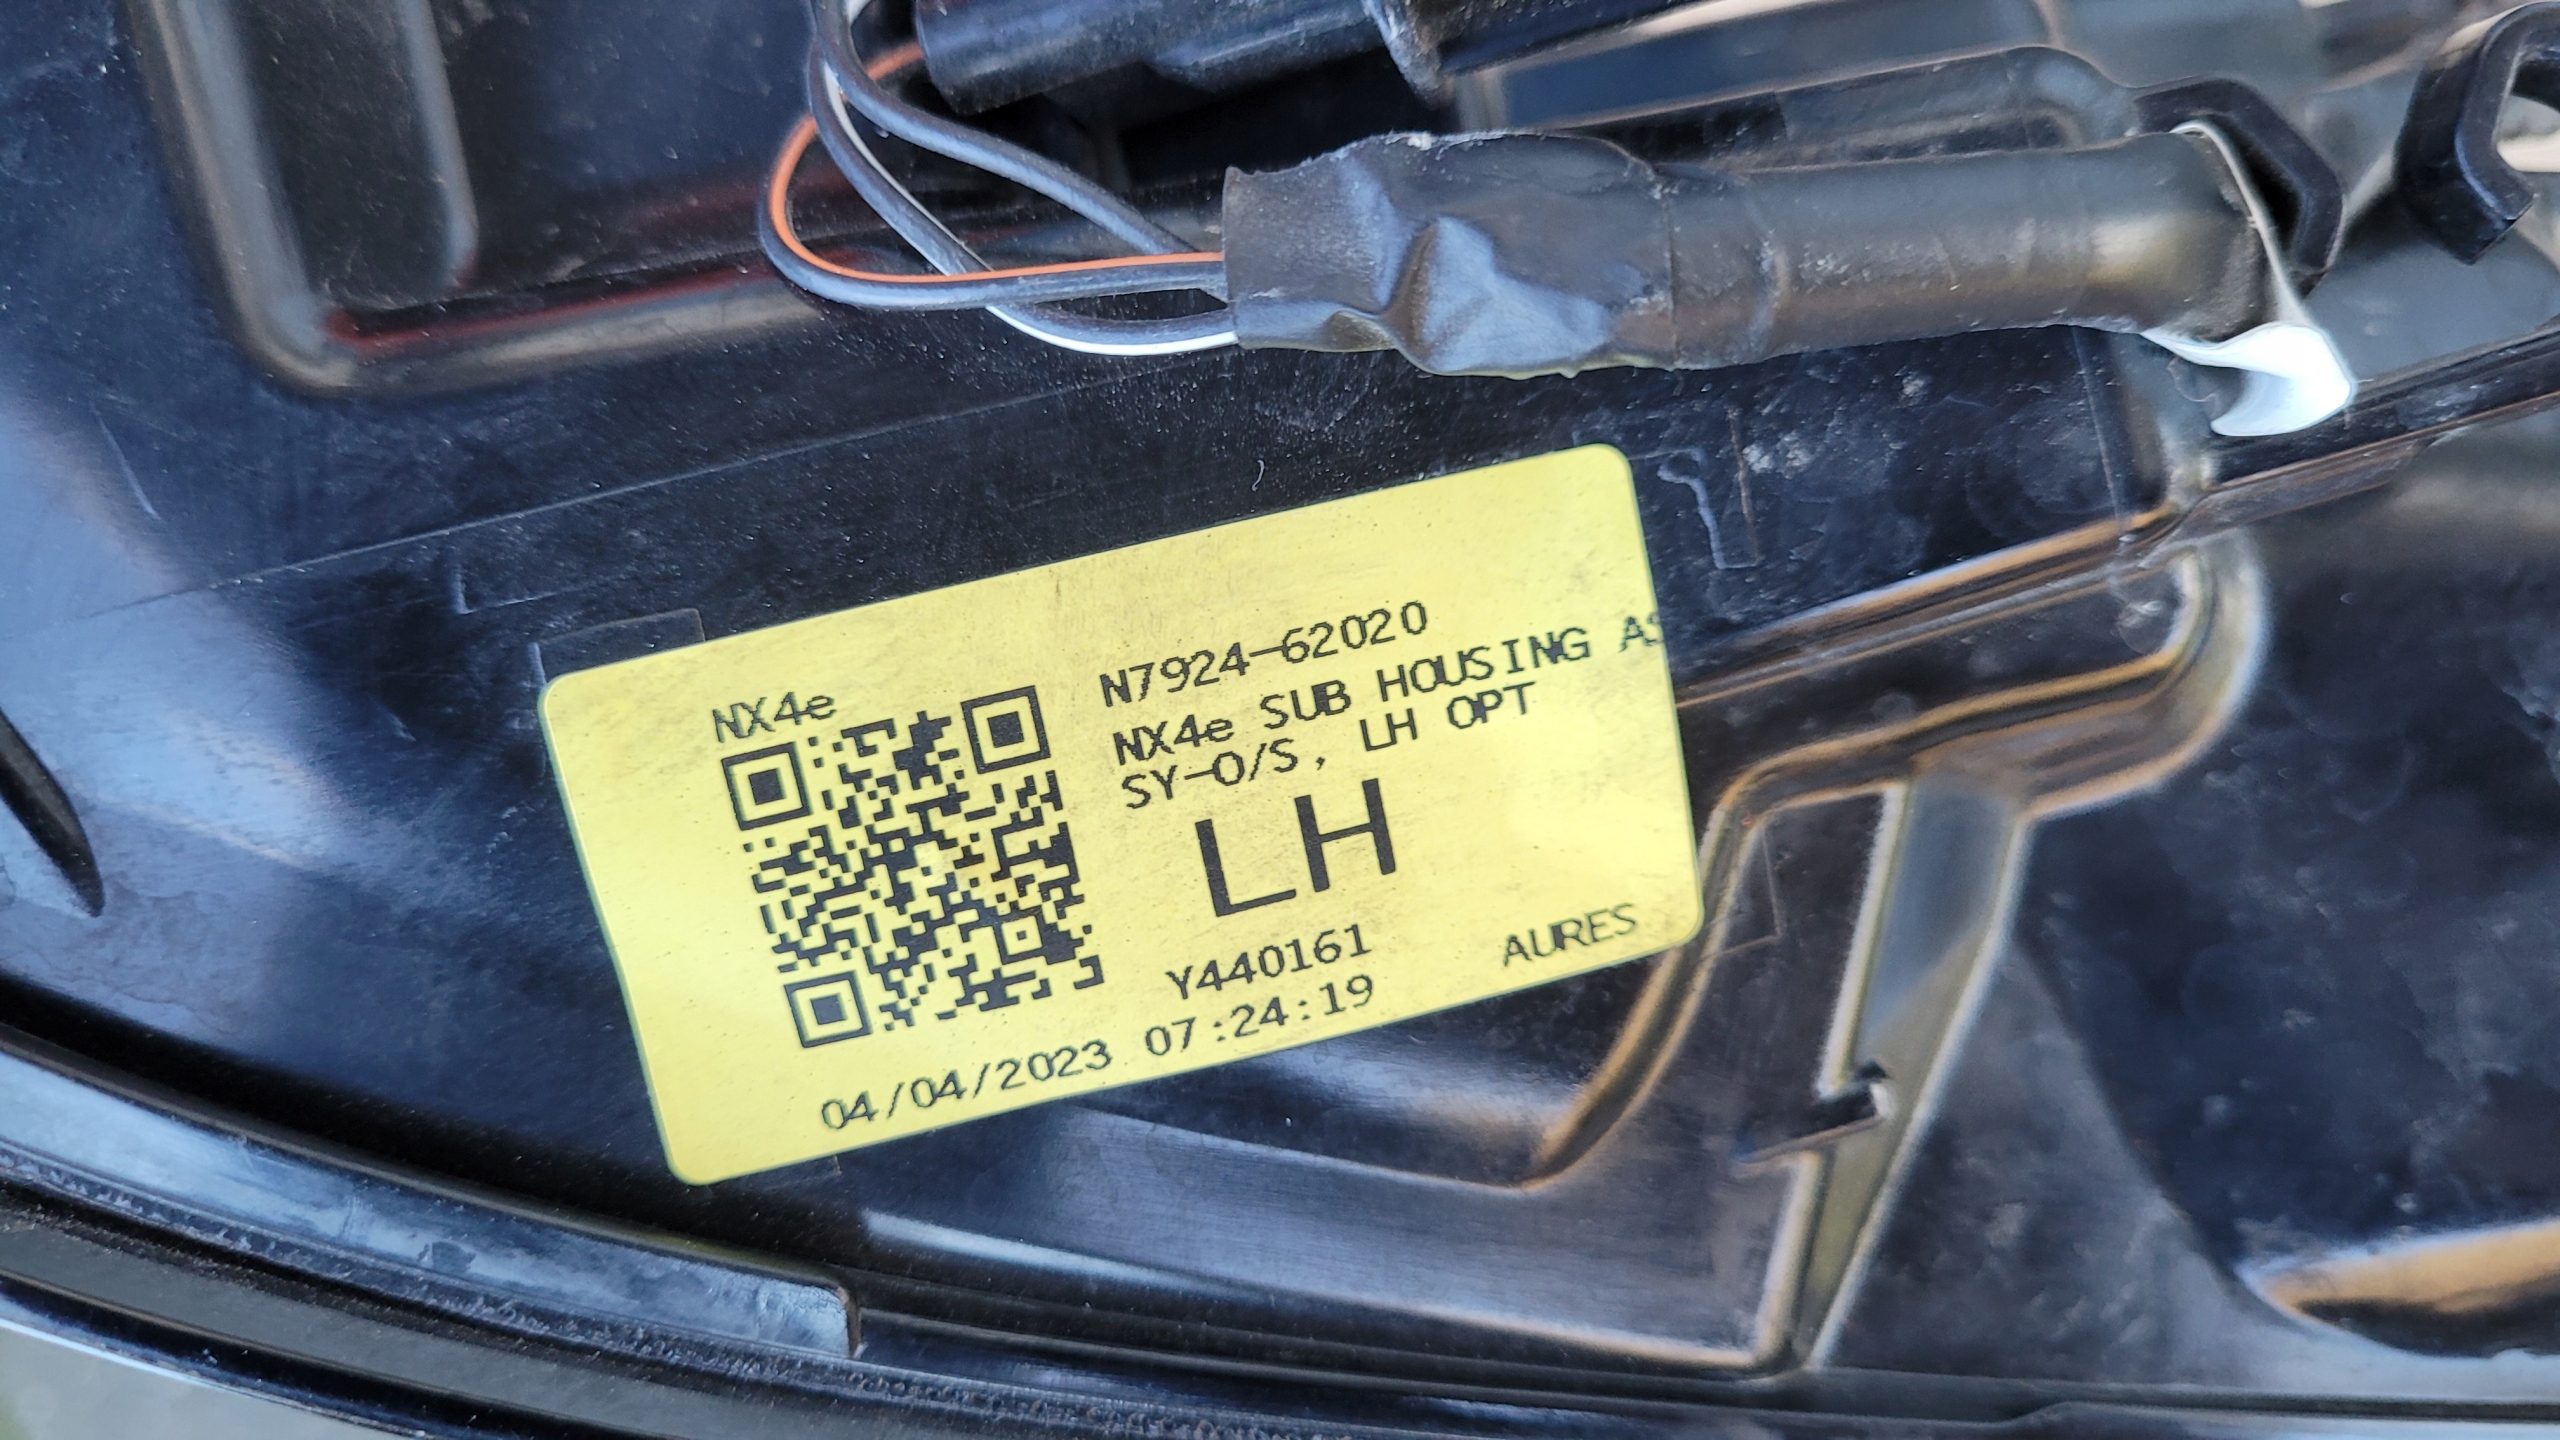 NX4e
N7924-62020
NX4e SUB HOUSING AS
SY-O/S, LH OPT
LH
Y440161
AURES
04/04/2023 07:24:19